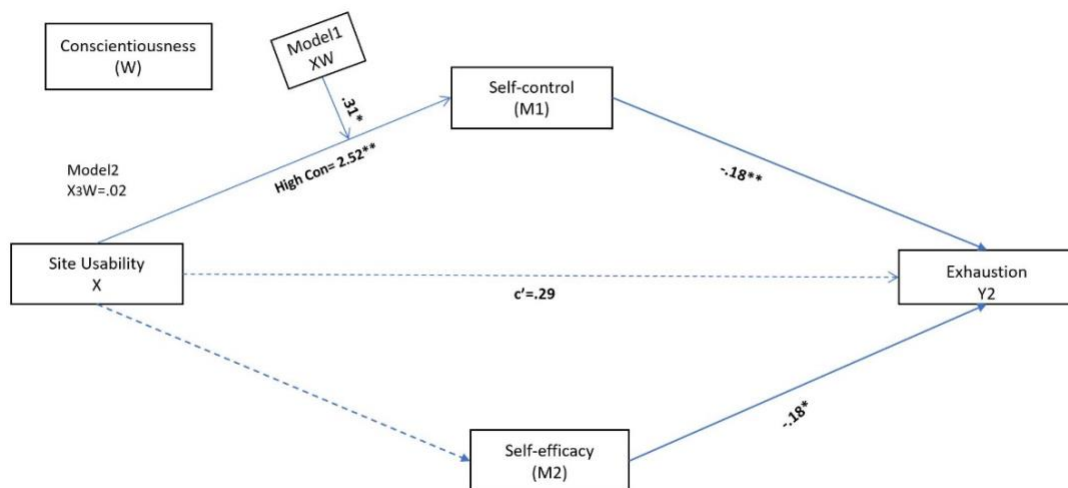 Conscientiousness
(W)
Model1
XW
.31*
Self-control
(M1)
High Con= 2.52**
-.18**
Model2
X3W=.02
Site Usability
X
c'=.29
Exhaustion
Y2
-.18*
Self-efficacy
(M2)